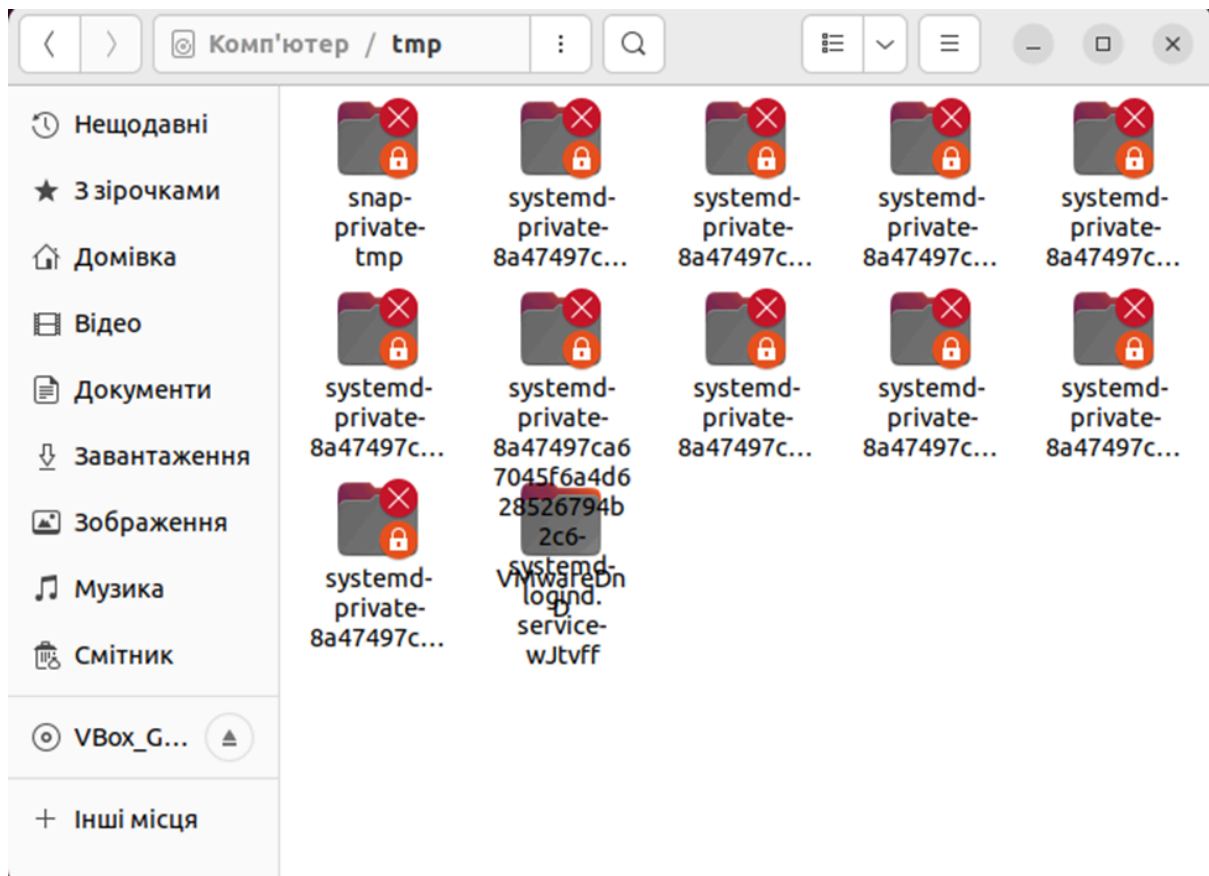 Комп'ютер / tmp
Нещодавні
З зірочками
Домівка
Відео
Документи
Завантаження
Зображення
Музика
Смітник
VBox_G...
+ Інші місця
snap-
private-
tmp
systemd-
private-
8a47497c...
systemd-
private-
8a47497c...
systemd-
private-
8a47497c...
systemd-
private-
8a47497c...
systemd-
private-
8a47497c...
systemd-
private-
8a47497ca6
7045f6a4d6
28526794b
2c6-
systemd-
logind.
service-
wJtvff
systemd-
private-
8a47497c...
systemd-
private-
8a47497c...
systemd-
private-
8a47497c...
systemd-
private-
8a47497c...
VMwareDn
D